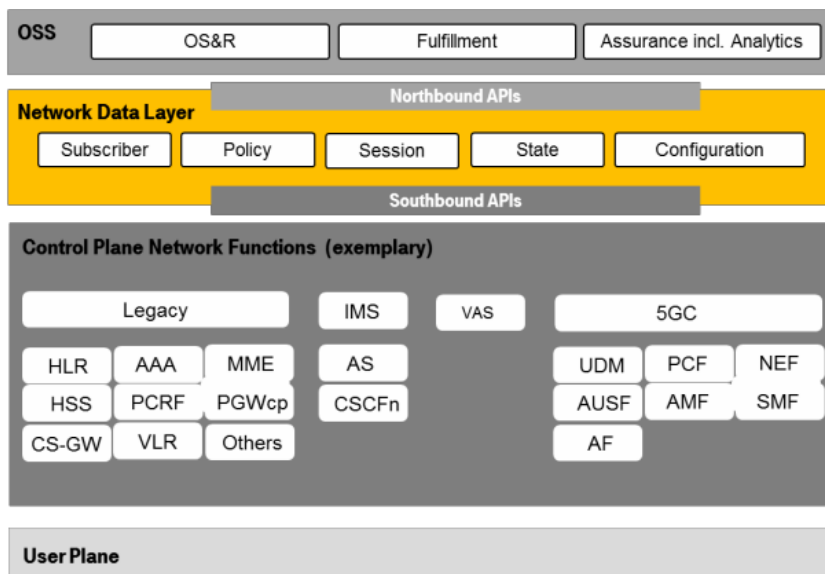 OSS
OS&R
Fulfillment
Assurance incl. Analytics
Northbound APIs
Network Data Layer
Subscriber
Policy
Session
State
Configuration
Southbound APIs
Control Plane Network Functions (exemplary)
Legacy
IMS
VAS
5GC
HLR
AAA
MME
AS
UDM
PCF
NEF
HSS
PCRF
PGWcp
CSCFn
AUSF
AMF
SMF
CS-GW
VLR
Others
AF
User Plane